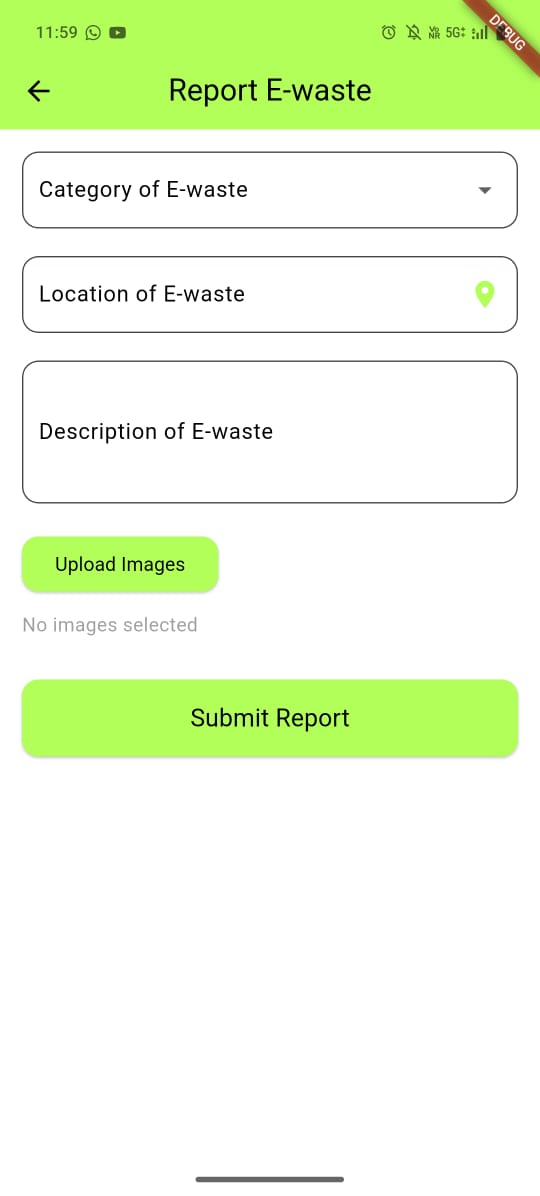 11:59
VO
NR
5G
DEBUG
Report E-waste
Category of E-waste
Location of E-waste
Description of E-waste
Upload Images
No images selected
Submit Report